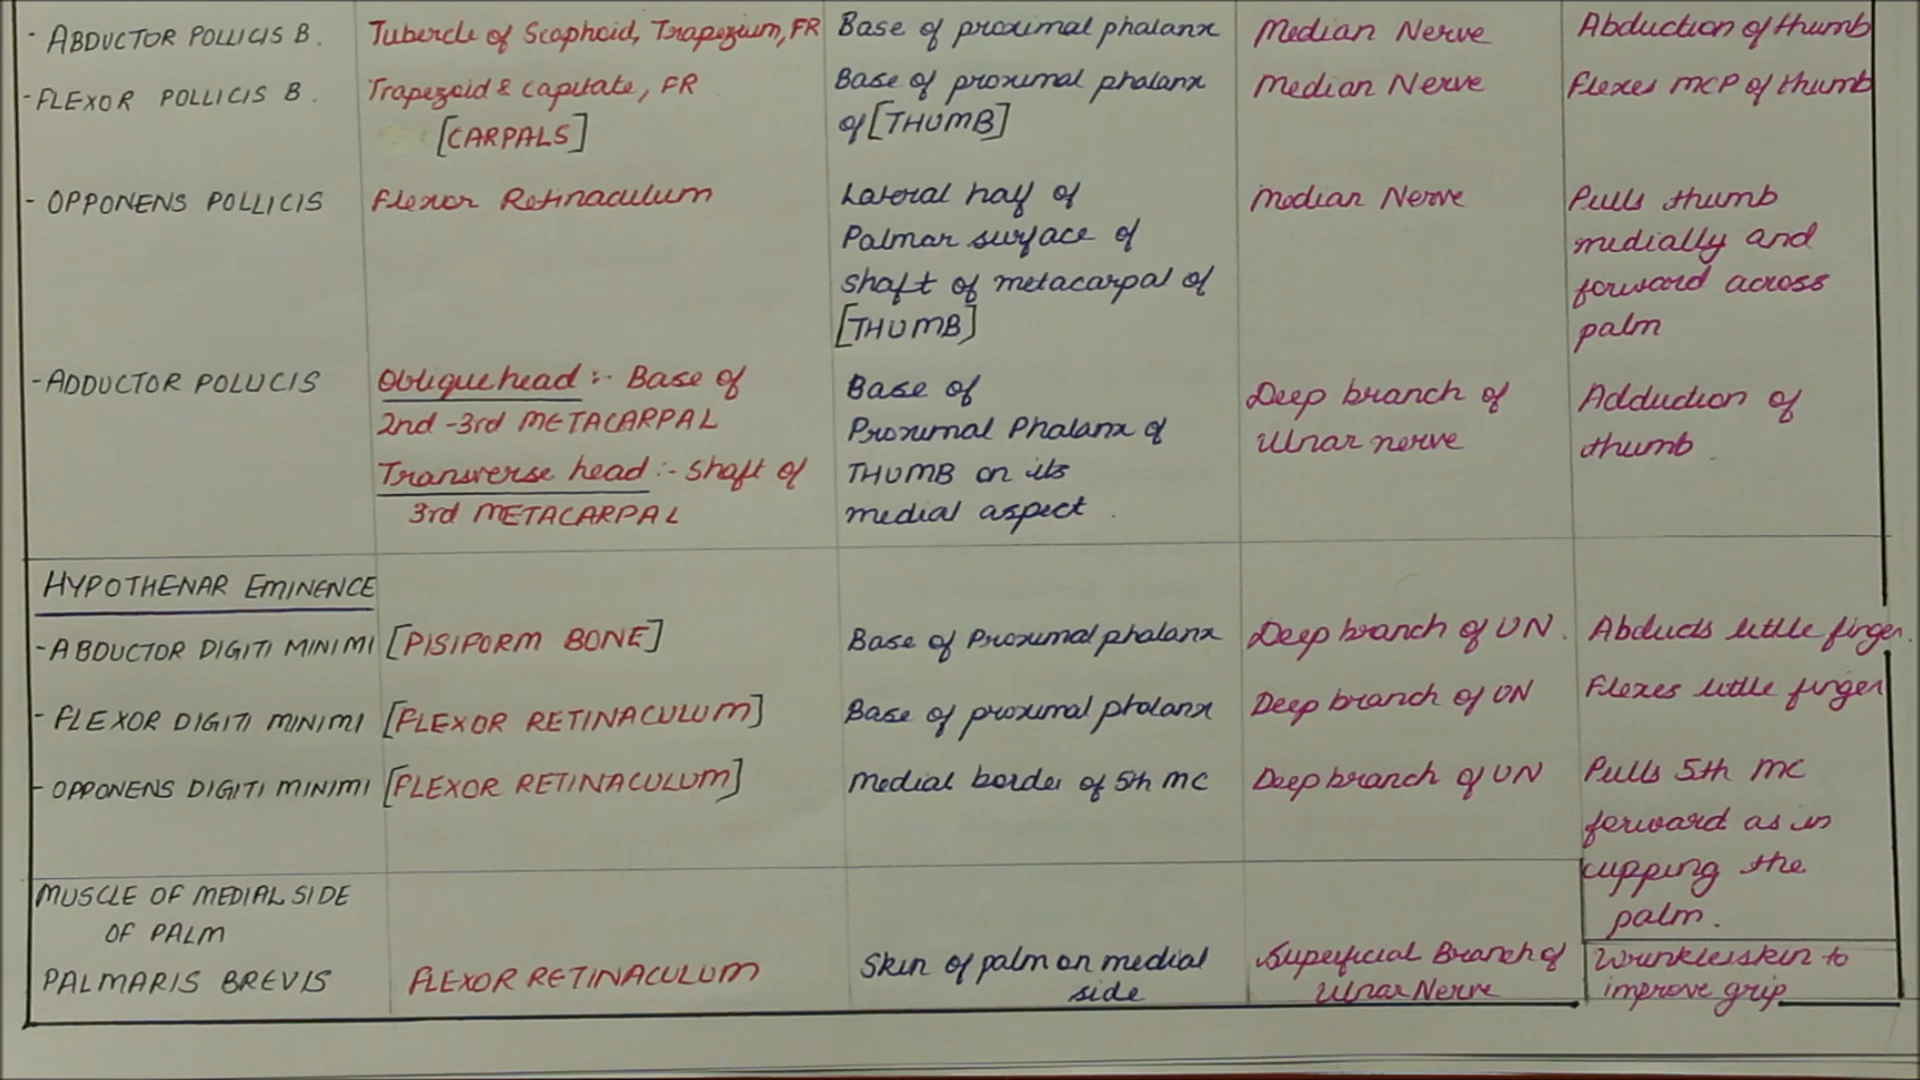 - ABDUCTOR POLLICIS B. Tubercle of Scaphoid, Trapezium, FR Base of proximal phalanx Median Nerve Abduction of thumb
- FLEXOR POLLICIS B. Trapezoid & capitate, FR Base of proximal phalanx Median Nerve Flexes MCP of thumb
[CARPALS] of [THUMB]
- OPPONENS POLLICIS Flexor Retinaculum Lateral half of Median Nerve Pulls thumb
Palmar surface of medially and
shaft of metacarpal of forward across
[THUMB] palm
- ADDUCTOR POLLICIS Oblique head :- Base of Base of Deep branch of Adduction of
2nd - 3rd METACARPAL Proximal Phalanx of Ulnar nerve thumb.
Tranverse head :- Shaft of THUMB on its
3rd METACARPAL medial aspect.
HYPOTHENAR EMINENCE
- ABDUCTOR DIGITI MINIMI [PISIFORM BONE] Base of Proximal phalanx Deep branch of UN. Abducts little finger.
- FLEXOR DIGITI MINIMI [FLEXOR RETINACULUM] Base of proximal phalanx Deep branch of UN Flexes little finger
- OPPONENS DIGITI MINIMI [FLEXOR RETINACULUM] Medial border of 5th MC Deep branch of UN Pulls 5th MC
forward as in
cupping the
palm.
MUSCLE OF MEDIAL SIDE
OF PALM
PALMARIS BREVIS FLEXOR RETINACULUM Skin of palm on medial Superficial Branch of Wrinkles skin to
side Ulnar Nerve improve grip